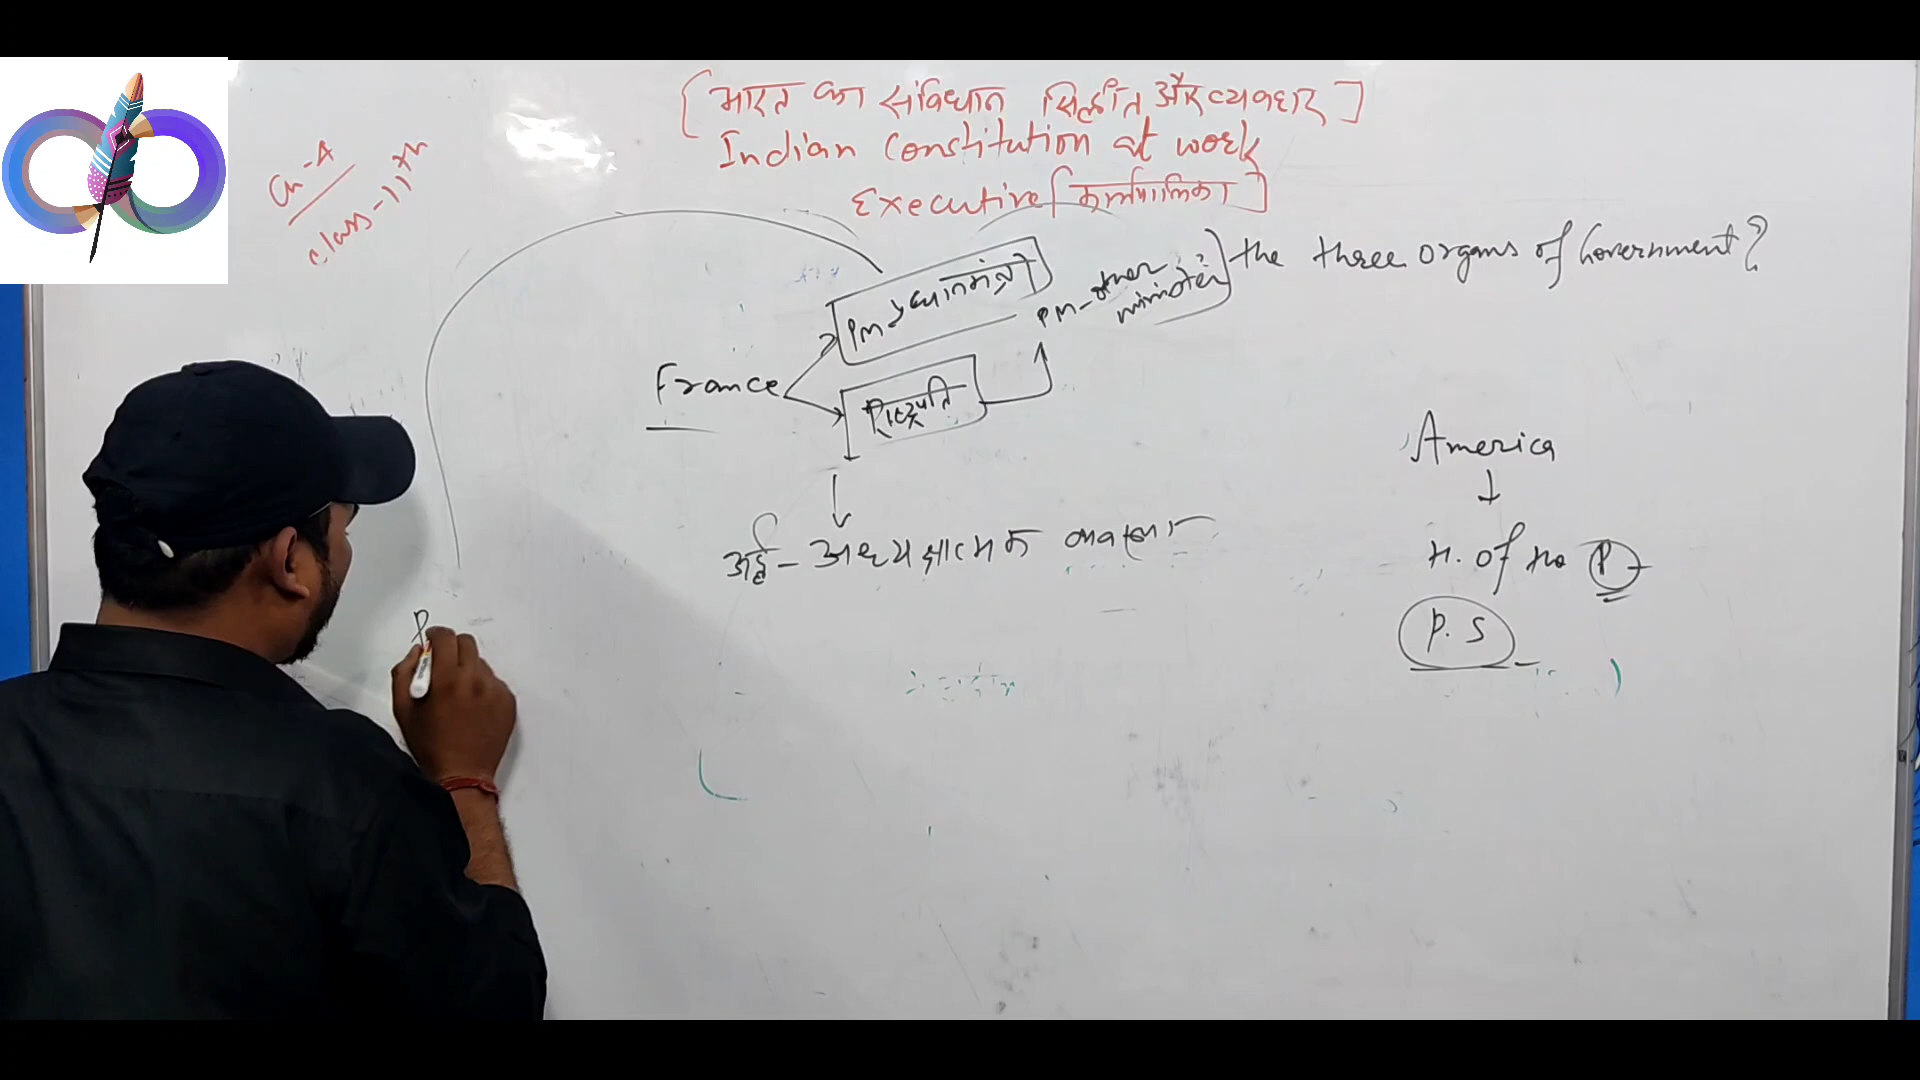 [भारत का संविधान सिद्धांत और व्यवहार]
Indian Constitution at work
Executive [कार्यपालिका]
Ch-4
class-11th
the three organs of Government?
PM → प्रधानमंत्री
PM - other minister
France
राष्ट्रपति
अर्द्ध - अध्यक्षात्मक व्यवस्था
America
H. of the P
P. S
P